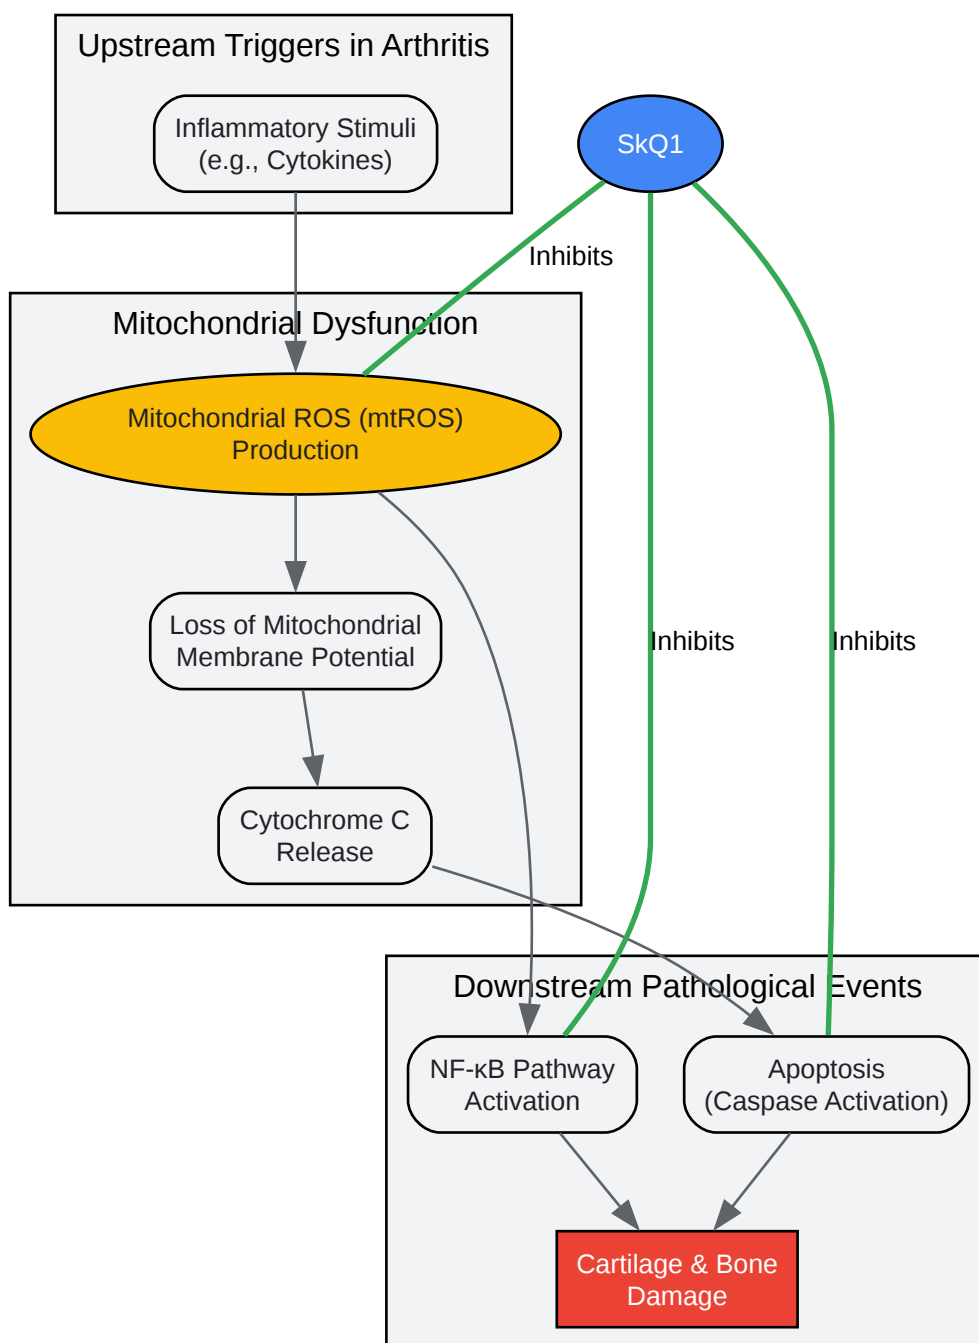 Upstream Triggers in Arthritis
Inflammatory Stimuli
(e.g., Cytokines)
SkQ1
Inhibits
Mitochondrial Dysfunction
Mitochondrial ROS (mtROS)
Production
Loss of Mitochondrial
Membrane Potential
Inhibits
Inhibits
Cytochrome C
Release
Downstream Pathological Events
NF-κB Pathway
Activation
Apoptosis
(Caspase Activation)
Cartilage & Bone
Damage